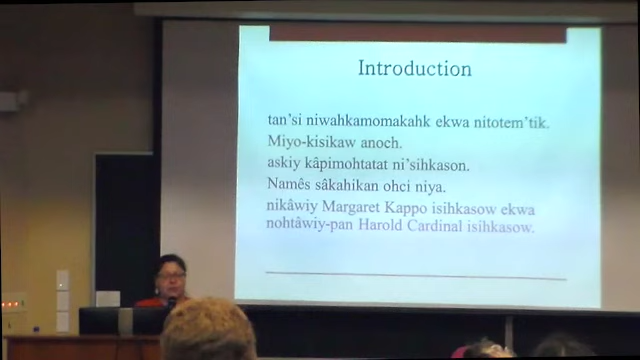 Introduction
tan'si niwahkamomakahk ekwa nitotem'tik.
Miyo-kisikaw anoch.
askiy kâpimohtatat ni'sihkason.
Namês sâkahikan ohci niya.
nikâwiy Margaret Kappo isihkasow ekwa
nohtâwiy-pan Harold Cardinal isihkasow.